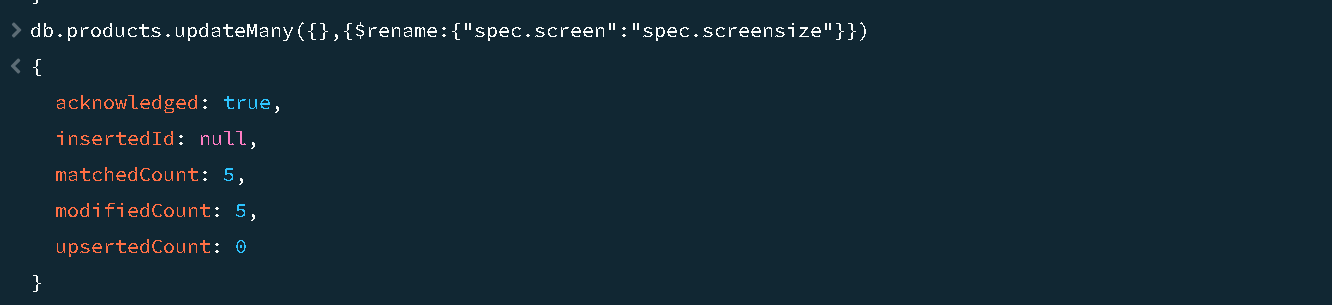 db.products.updateMany({},{$rename:{"spec.screen":"spec.screensize"}})
{
acknowledged: true,
insertedId: null,
matchedCount: 5,
modifiedCount: 5,
upsertedCount: 0
}